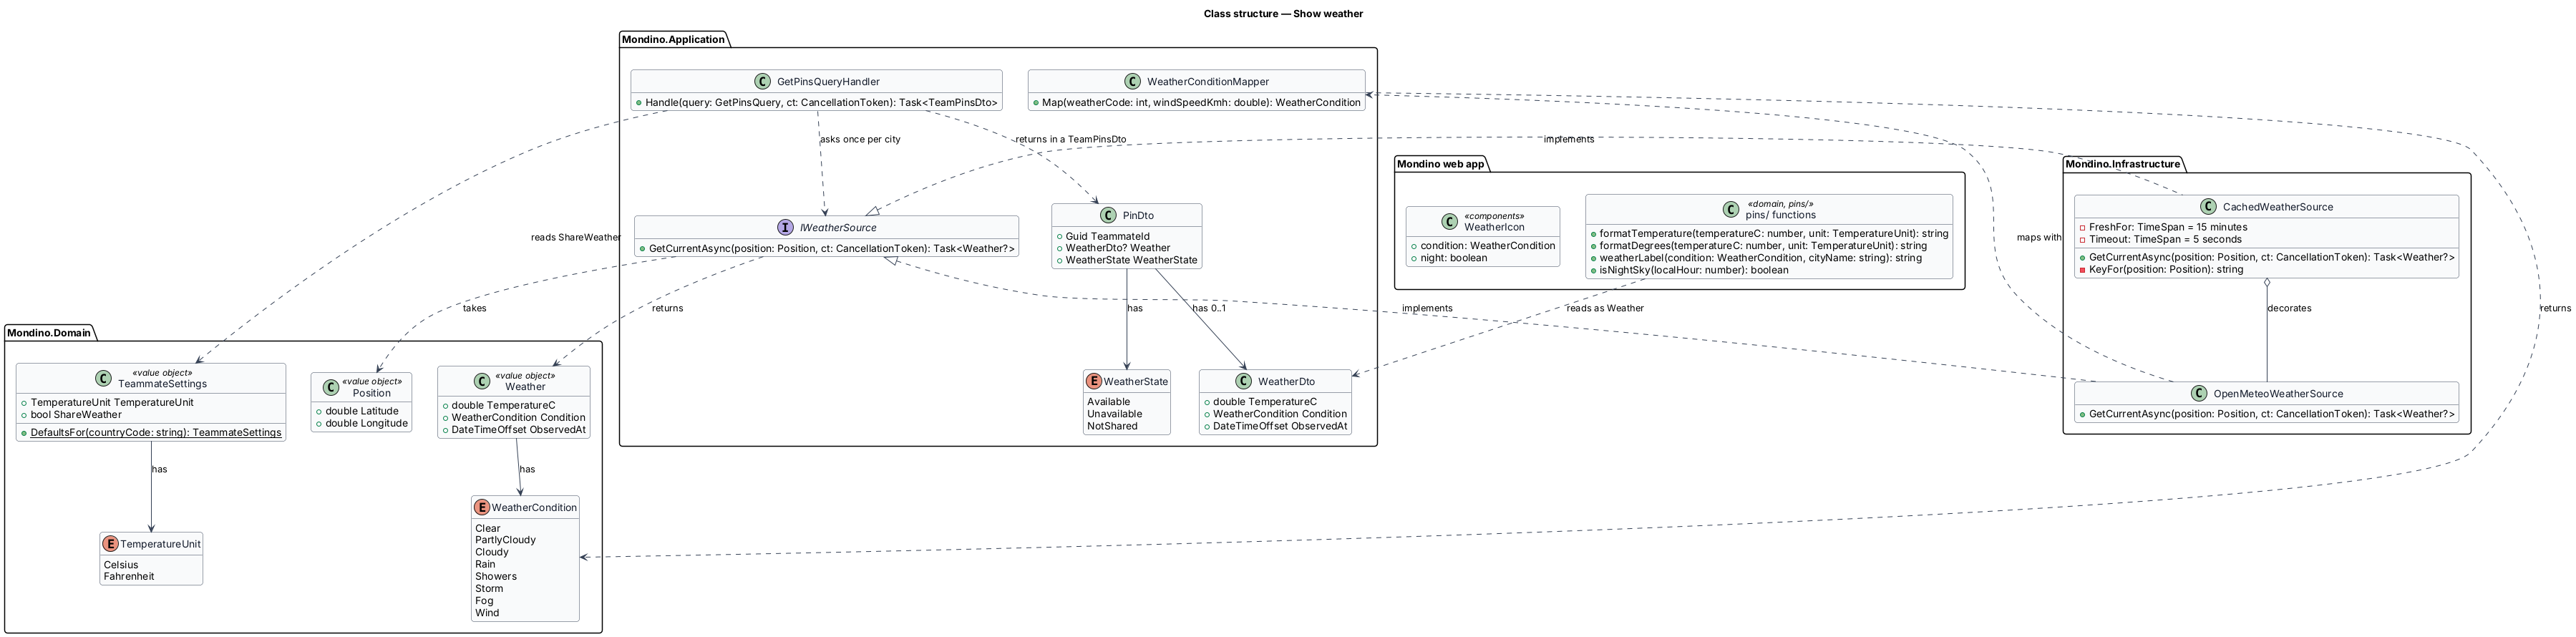 Class structure — Show weather
Mondino.Application
GetPinsQueryHandler
Handle(query: GetPinsQuery, ct: CancellationToken): Task<TeamPinsDto>
WeatherConditionMapper
Map(weatherCode: int, windSpeedKmh: double): WeatherCondition
asks once per city
returns in a TeamPinsDto
implements
Mondino web app
Mondino.Infrastructure
IWeatherSource
GetCurrentAsync(position: Position, ct: CancellationToken): Task<Weather?>
PinDto
Guid TeammateId
WeatherDto? Weather
WeatherState WeatherState
«components»
WeatherIcon
condition: WeatherCondition
night: boolean
«domain, pins/»
pins/ functions
formatTemperature(temperatureC: number, unit: TemperatureUnit): string
formatDegrees(temperatureC: number, unit: TemperatureUnit): string
weatherLabel(condition: WeatherCondition, cityName: string): string
isNightSky(localHour: number): boolean
CachedWeatherSource
FreshFor: TimeSpan = 15 minutes
Timeout: TimeSpan = 5 seconds
GetCurrentAsync(position: Position, ct: CancellationToken): Task<Weather?>
KeyFor(position: Position): string
reads ShareWeather
maps with
takes
returns
has
has 0..1
implements
reads as Weather
decorates
returns
Mondino.Domain
«value object»
TeammateSettings
TemperatureUnit TemperatureUnit
bool ShareWeather
DefaultsFor(countryCode: string): TeammateSettings
«value object»
Position
double Latitude
double Longitude
«value object»
Weather
double TemperatureC
WeatherCondition Condition
DateTimeOffset ObservedAt
WeatherState
Available
Unavailable
NotShared
WeatherDto
double TemperatureC
WeatherCondition Condition
DateTimeOffset ObservedAt
OpenMeteoWeatherSource
GetCurrentAsync(position: Position, ct: CancellationToken): Task<Weather?>
has
has
TemperatureUnit
Celsius
Fahrenheit
WeatherCondition
Clear
PartlyCloudy
Cloudy
Rain
Showers
Storm
Fog
Wind